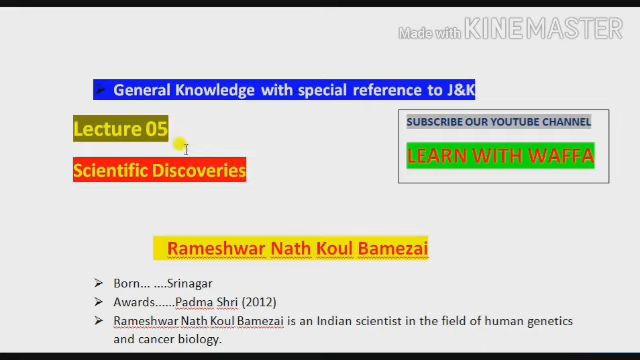 Made with KINEMASTER
General Knowledge with special reference to J&K
Lecture 05
SUBSCRIBE OUR YOUTUBE CHANNEL
LEARN WITH WAFFA
Scientific Discoveries
Rameshwar Nath Koul Bamezai
Born... ....Srinagar
Awards......Padma Shri (2012)
Rameshwar Nath Koul Bamezai is an Indian scientist in the field of human genetics
and cancer biology.